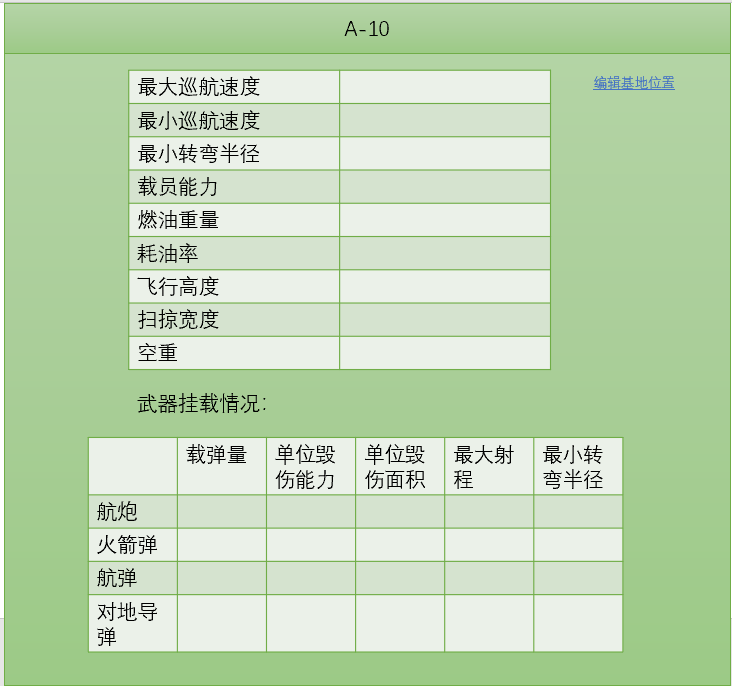 A-10
编辑基地位置
最大巡航速度
最小巡航速度
最小转弯半径
载员能力
燃油重量
耗油率
飞行高度
扫掠宽度
空重
武器挂载情况：
载弹量 单位毁 单位毁 最大射 最小转
伤能力 伤面积 程 弯半径
航炮
火箭弹
航弹
对地导
弹